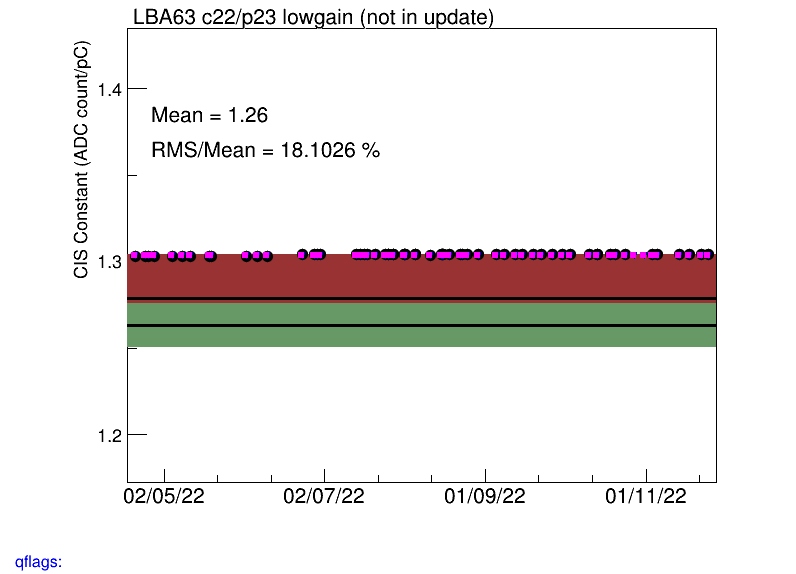 LBA63 c22/p23 lowgain (not in update)
CIS Constant (ADC count/pC)
1.4
Mean = 1.26
RMS/Mean = 18.1026 %
1.3
1.2
02/05/22 02/07/22 01/09/22 01/11/22
qflags: